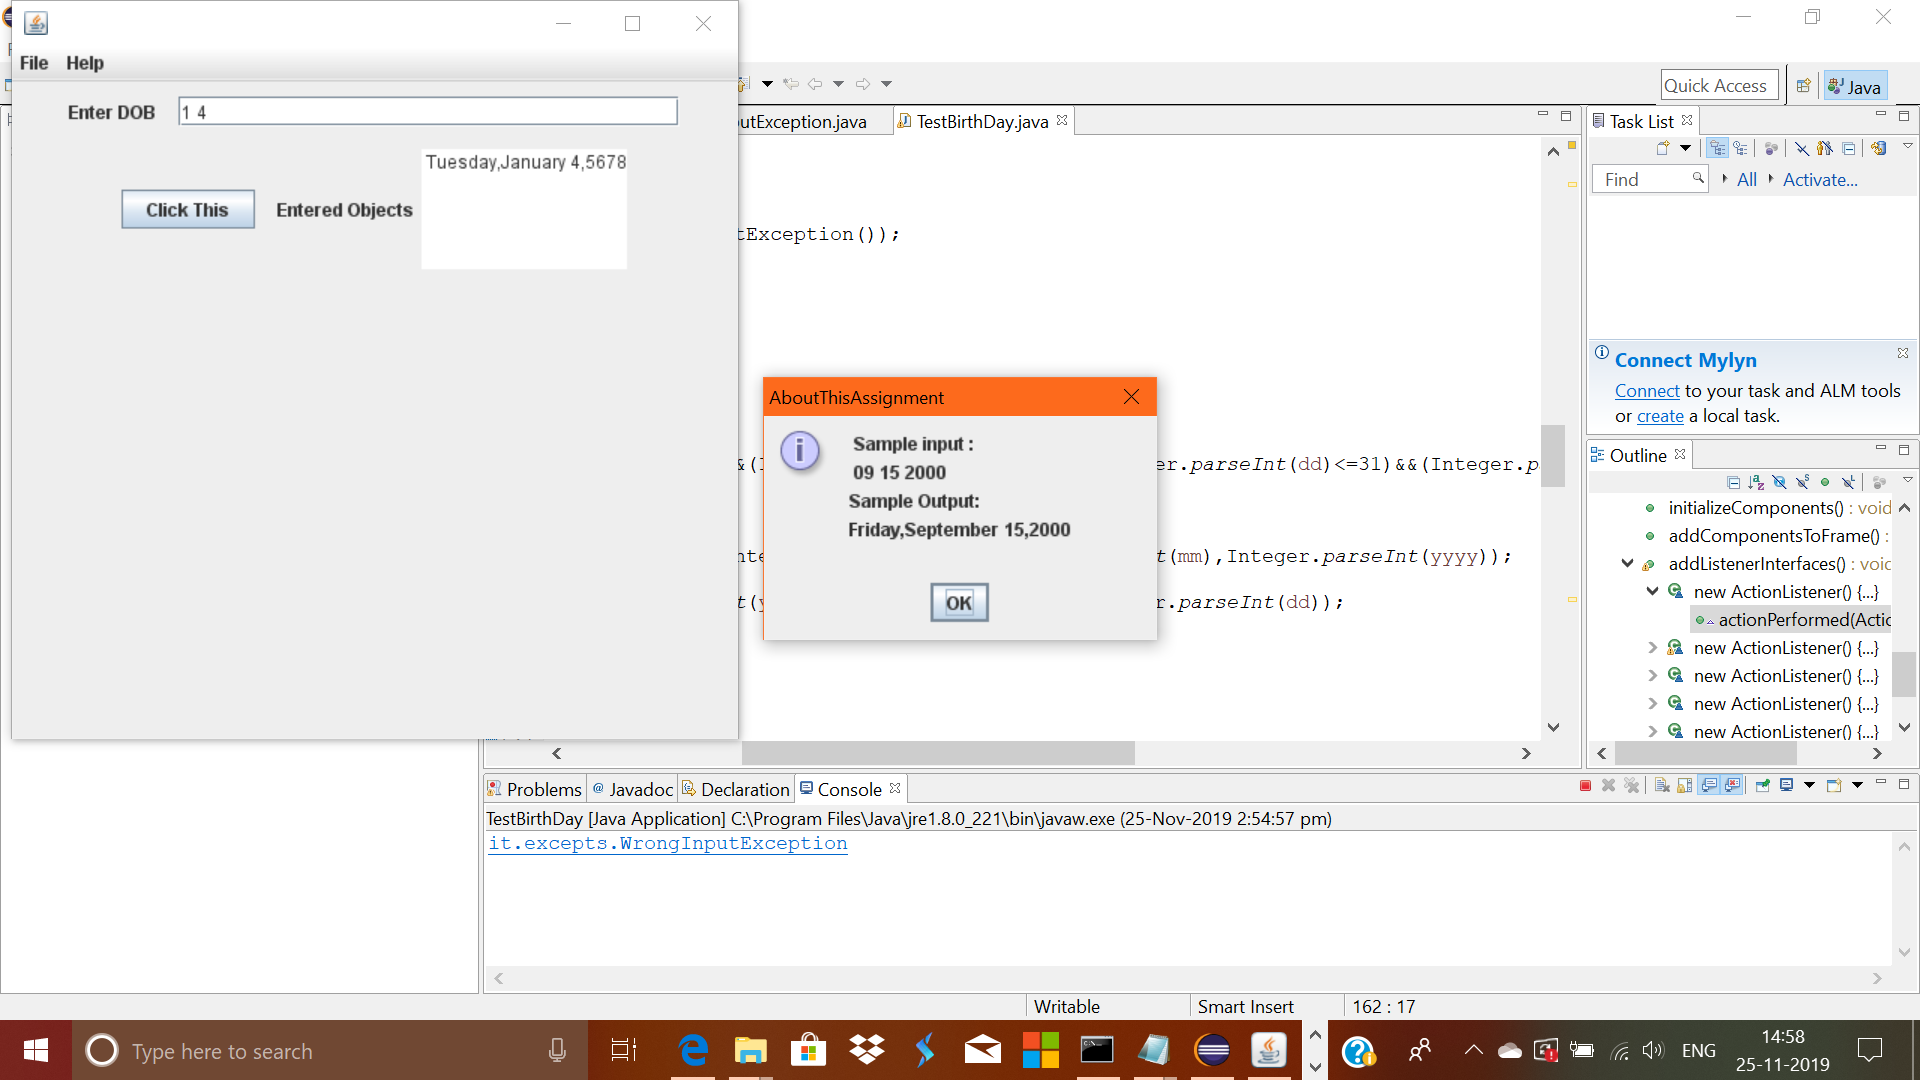 File Help
Enter DOB 1 4
Tuesday,January 4,5678
Click This Entered Objects
Quick Access Java
utException.java TestBirthDay.java
tException());
er.parseInt(dd)<=31)&&(Integer.p
(mm),Integer.parseInt(yyyy));
r.parseInt(dd));
AboutThisAssignment
Sample input :
09 15 2000
Sample Output:
Friday,September 15,2000
OK
Task List
Find All Activate...
Connect Mylyn
Connect to your task and ALM tools
or create a local task.
Outline
initializeComponents() : void
addComponentsToFrame() :
addListenerInterfaces() : voic
new ActionListener() {...}
actionPerformed(Actic
new ActionListener() {...}
new ActionListener() {...}
new ActionListener() {...}
new ActionListener() {...}
Problems @ Javadoc Declaration Console
TestBirthDay [Java Application] C:\Program Files\Java\jre1.8.0_221\bin\javaw.exe (25-Nov-2019 2:54:57 pm)
it.excepts.WrongInputException
Writable Smart Insert 162 : 17
Type here to search
ENG
14:58
25-11-2019